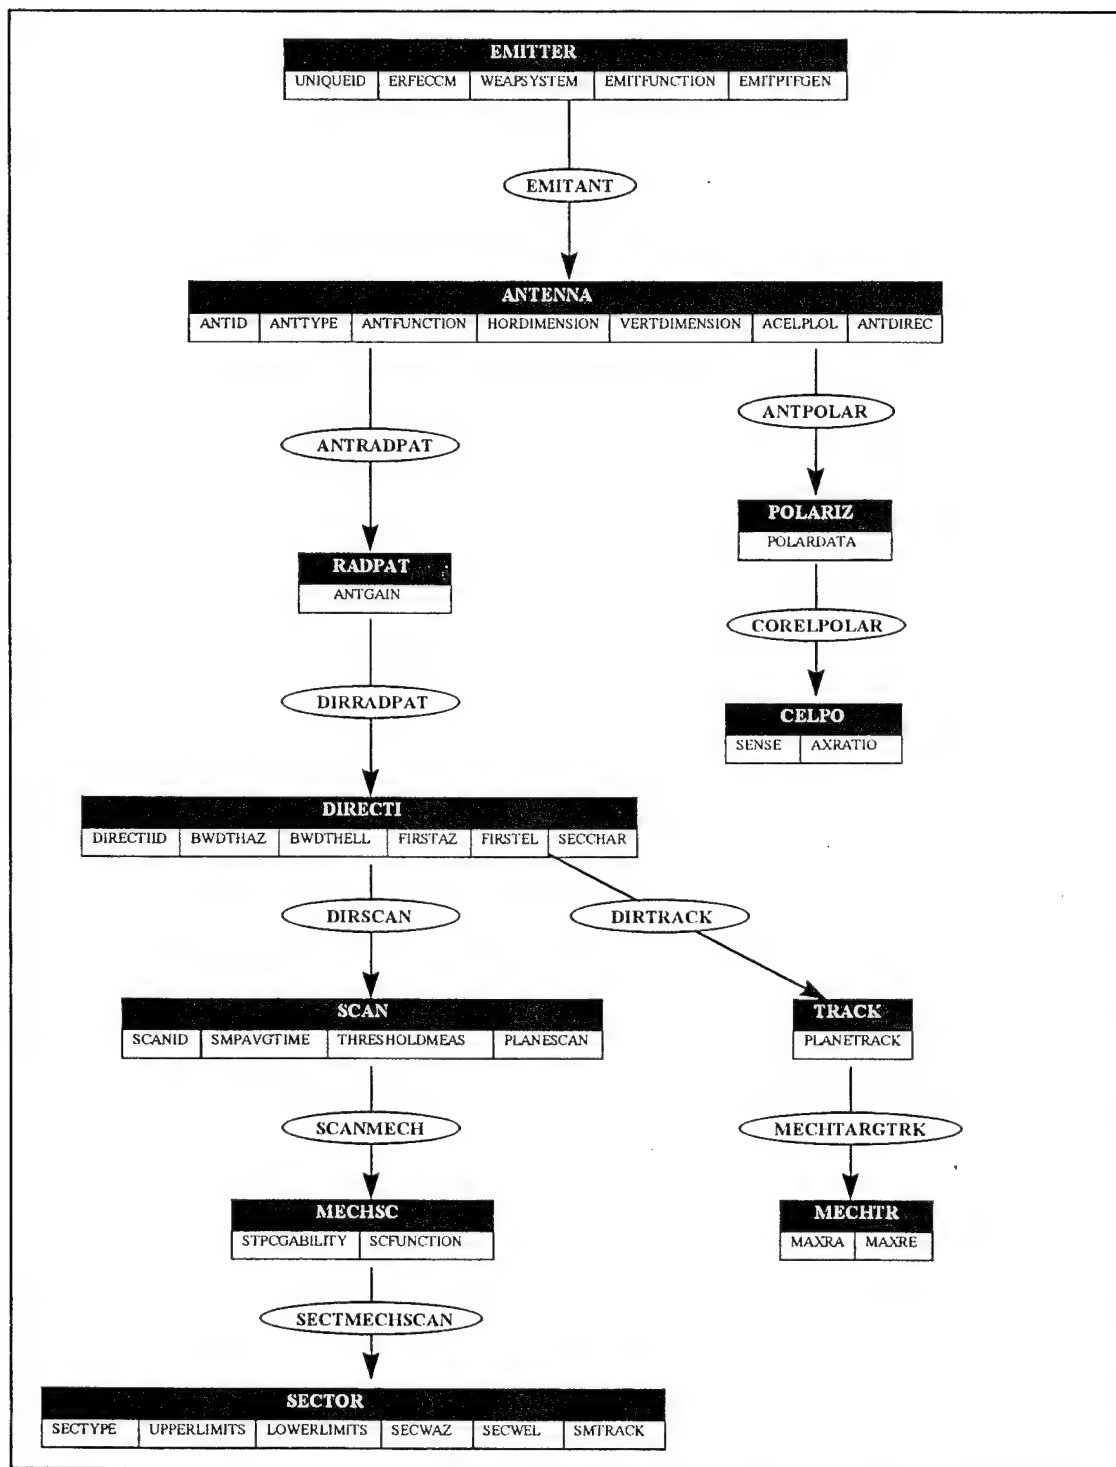 EMITTER
UNIQUEID ERFECCM WEAPSYSTEM EMITFUNCTION EMITPTFGEN
EMITANT
ANTENNA
ANTID ANTTYPE ANTFUNCTION HORDIMENSION VERTDIMENSION ACELPLOL ANTDIREC
ANTPOLAR
ANTRADPAT
POLARIZ
POLARDATA
RADPAT
ANTGAIN
CORELPOLAR
DIRRADPAT
CELPO
SENSE AXRATIO
DIRECTI
DIRECTIID BWDTHAZ BWDTHELL FIRSTAZ FIRSTEL SECCHAR
DIRSCAN DIRTRACK
SCAN TRACK
SCANID SMPAVGTIME THRESHOLDMEAS PLANESCAN PLANETRACK
SCANMECH MECHTARGTRK
MECHSC MECHTR
STPCGABILITY SCFUNCTION MAXRA MAXRE
SECTMECHSCAN
SECTOR
SECTYPE UPPERLIMITS LOWERLIMITS SECWAZ SECWEL SMTRACK